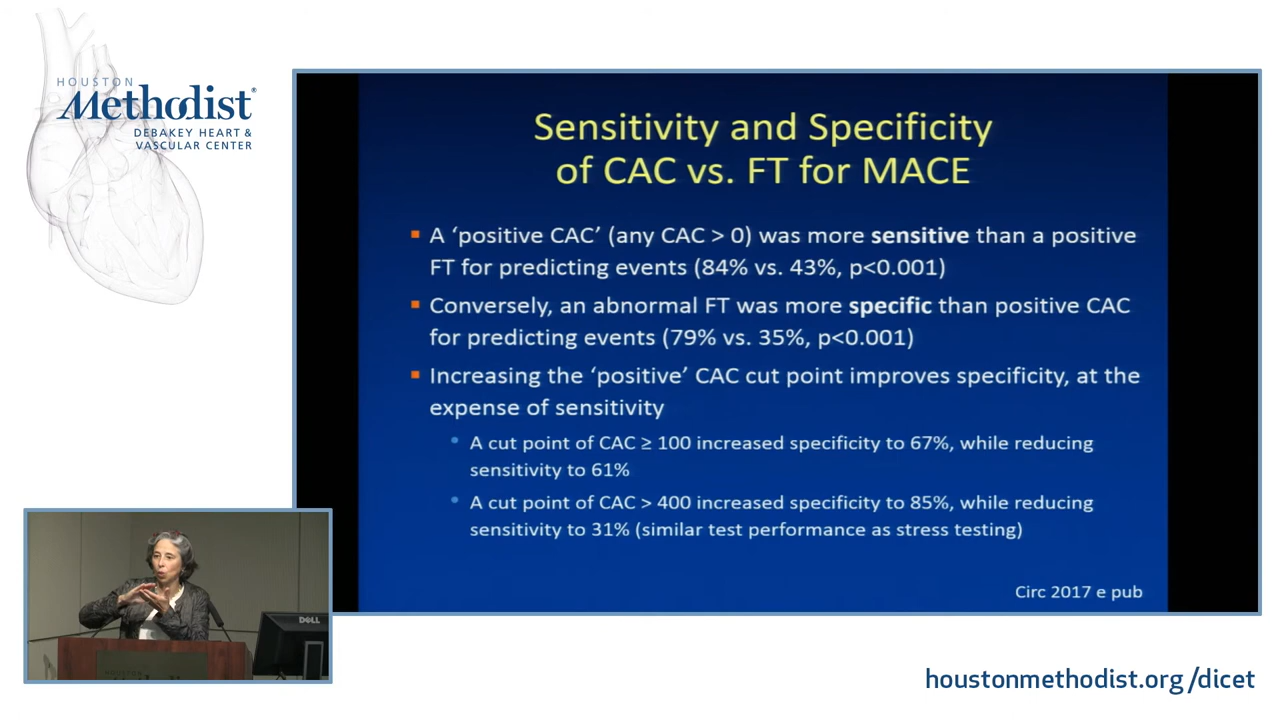 HOUSTON
Methodist®
DEBAKEY HEART &
VASCULAR CENTER
Sensitivity and Specificity
of CAC vs. FT for MACE
A ‘positive CAC’ (any CAC > 0) was more sensitive than a positive
FT for predicting events (84% vs. 43%, p<0.001)
Conversely, an abnormal FT was more specific than positive CAC
for predicting events (79% vs. 35%, p<0.001)
Increasing the ‘positive’ CAC cut point improves specificity, at the
expense of sensitivity
A cut point of CAC ≥ 100 increased specificity to 67%, while reducing
sensitivity to 61%
A cut point of CAC > 400 increased specificity to 85%, while reducing
sensitivity to 31% (similar test performance as stress testing)
Circ 2017 e pub
DELL
houstonmethodist.org/dicet